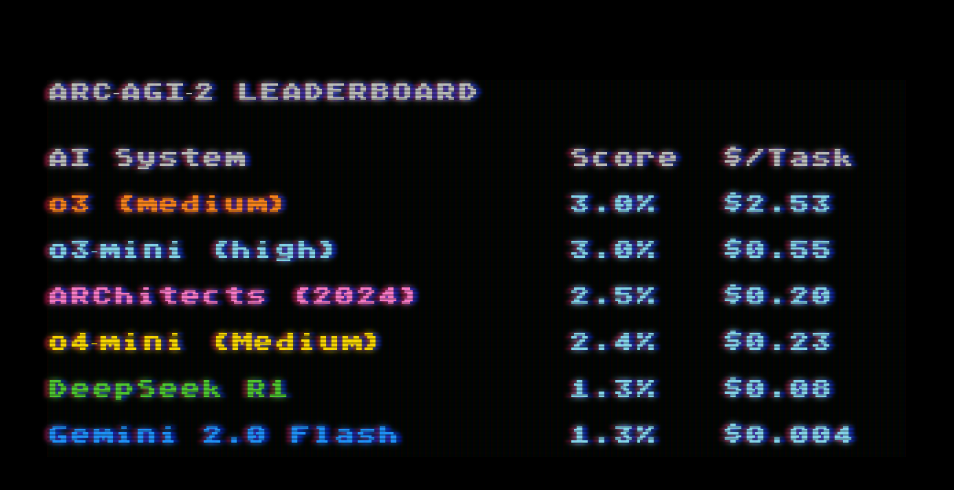 ARC-AGI-2 LEADERBOARD
AI System Score $/Task
o3 (medium) 3.0% $2.53
o3-mini (high) 3.0% $0.55
ARChitects (2024) 2.5% $0.20
o4-mini (Medium) 2.4% $0.23
DeepSeek R1 1.3% $0.08
Gemini 2.0 Flash 1.3% $0.004